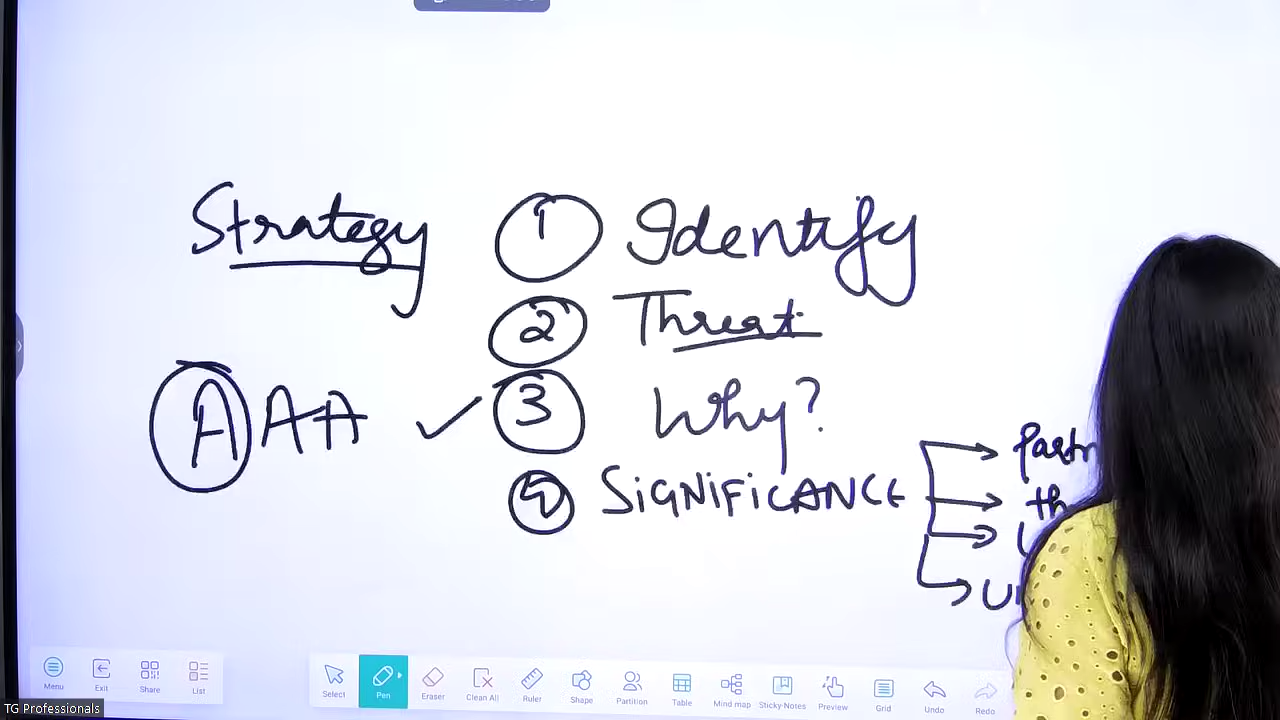 Strategy
1 Identify
2 Threat
AAA ✓ 3 Why?
4 SIGNIFICANCE
Menu Exit Share List
Select Pen Eraser Clean All Ruler Shape Partition Table Mind map Sticky-Notes Preview Grid Undo Redo
TG Professionals